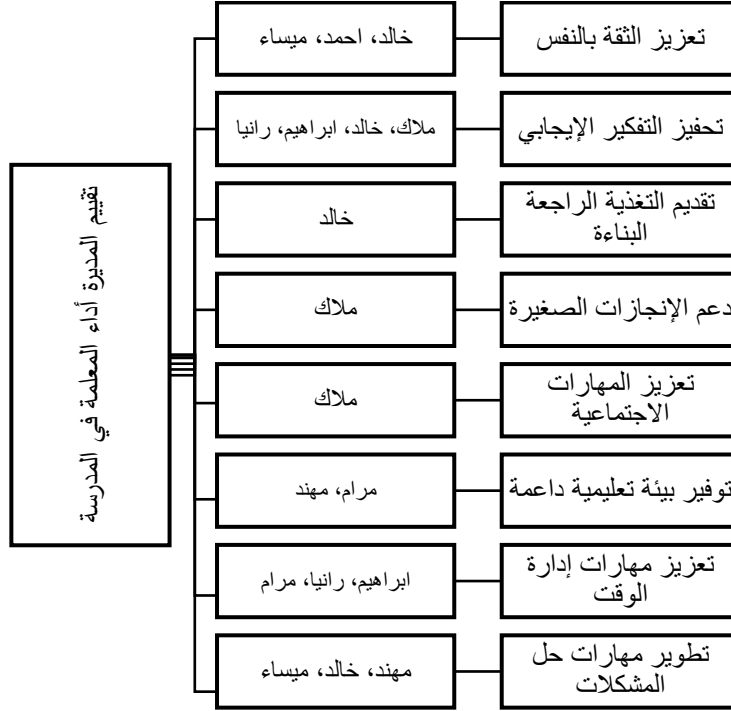 تعزيز الثقة بالنفس
خالد، احمد، ميساء
تحفيز التفكير الإيجابي
ملاك، خالد، ابراهيم، رانيا
تقديم التغذية الراجعة
البناءة
خالد
دعم الإنجازات الصغيرة
ملاك
تعزيز المهارات
الاجتماعية
ملاك
توفير بيئة تعليمية داعمة
مرام، مهند
تعزيز مهارات إدارة
الوقت
ابراهيم، رانيا، مرام
تطوير مهارات حل
المشكلات
مهند، خالد، ميساء
تقييم المديرة أداء المعلمة في المدرسة